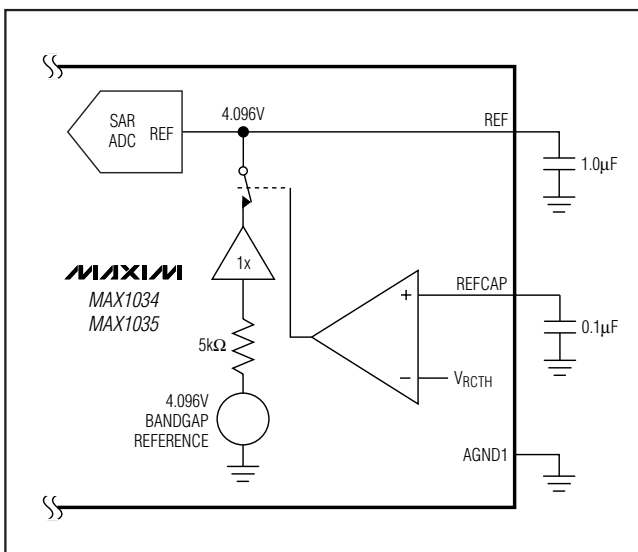 4.096V
REF
SAR
ADC
REF
1.0µF
MAXIM
MAX1034
MAX1035
1x
+
REFCAP
0.1µF
5kΩ
−
VRCTH
4.096V
BANDGAP
REFERENCE
AGND1